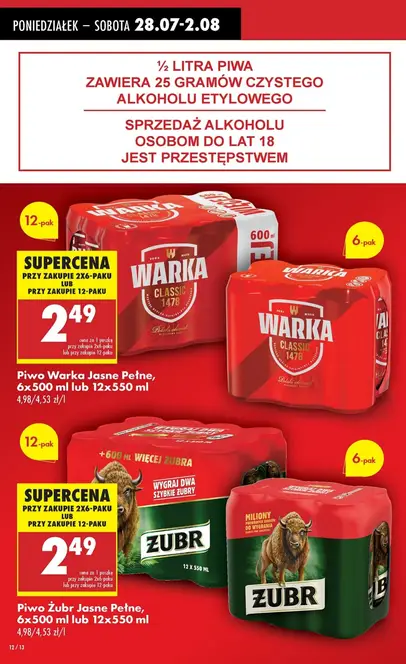 PONIEDZIAŁEK – SOBOTA 28.07-2.08
½ LITRA PIWA
ZAWIERA 25 GRAMÓW CZYSTEGO
ALKOHOLU ETYLOWEGO
SPRZEDAŻ ALKOHOLU
OSOBOM DO LAT 18
JEST PRZESTĘPSTWEM
12-pak
600 ml
6-pak
SUPERCENA
PRZY ZAKUPIE 2X6-PAKU
LUB
PRZY ZAKUPIE 12-PAKU
2 49
cena za 1 puszkę
przy zakupie 2x6-paku
lub przy zakupie 12-paku
WARKA
CLASSIC
1478
WARKA
CLASSIC
1478
Piwo Warka Jasne Pełne,
6x500 ml lub 12x550 ml
4,98/4,53 zł/l
12-pak
+600 ML WIĘCEJ ŻUBRA
6-pak
WYGRAJ DWA
SZYBKIE ŻUBRY
SUPERCENA
PRZY ZAKUPIE 2X6-PAKU
LUB
PRZY ZAKUPIE 12-PAKU
2 49
cena za 1 puszkę
przy zakupie 2x6-paku
lub przy zakupie 12-paku
ŻUBR
12 X 550 ML
MILIONY
ŻUBR
Piwo Żubr Jasne Pełne,
6x500 ml lub 12x550 ml
4,98/4,53 zł/l
12 / 13